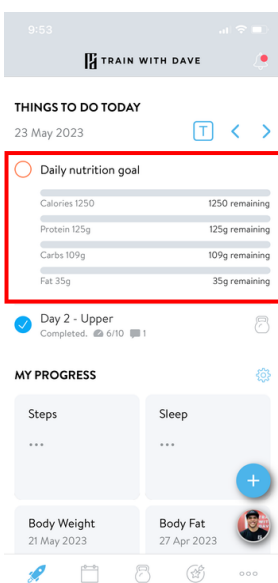 9:53
TRAIN WITH DAVE
THINGS TO DO TODAY
23 May 2023
T
Daily nutrition goal
Calories 1250 1250 remaining
Protein 125g 125g remaining
Carbs 109g 109g remaining
Fat 35g 35g remaining
Day 2 - Upper
Completed. 6/10 1
MY PROGRESS
Steps Sleep
... ...
Body Weight Body Fat
21 May 2023 27 Apr 2023